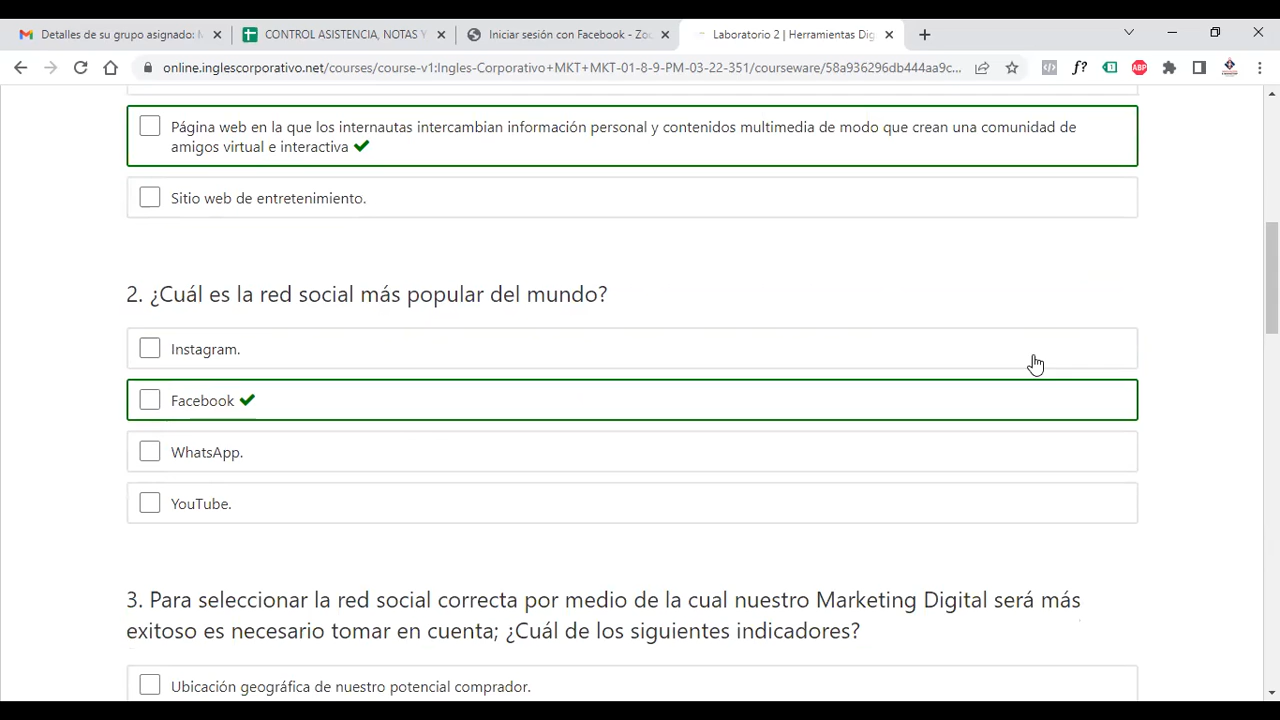 Detalles de su grupo asignado: M
CONTROL ASISTENCIA, NOTAS Y
Iniciar sesión con Facebook - Zoo
Laboratorio 2 | Herramientas Dig
online.inglescorporativo.net/courses/course-v1:Ingles-Corporativo+MKT+MKT-01-8-9-PM-03-22-351/courseware/58a936296db444aa9c...
Página web en la que los internautas intercambian información personal y contenidos multimedia de modo que crean una comunidad de
amigos virtual e interactiva
Sitio web de entretenimiento.
2. ¿Cuál es la red social más popular del mundo?
Instagram.
Facebook
WhatsApp.
YouTube.
3. Para seleccionar la red social correcta por medio de la cual nuestro Marketing Digital será más
exitoso es necesario tomar en cuenta; ¿Cuál de los siguientes indicadores?
Ubicación geográfica de nuestro potencial comprador.